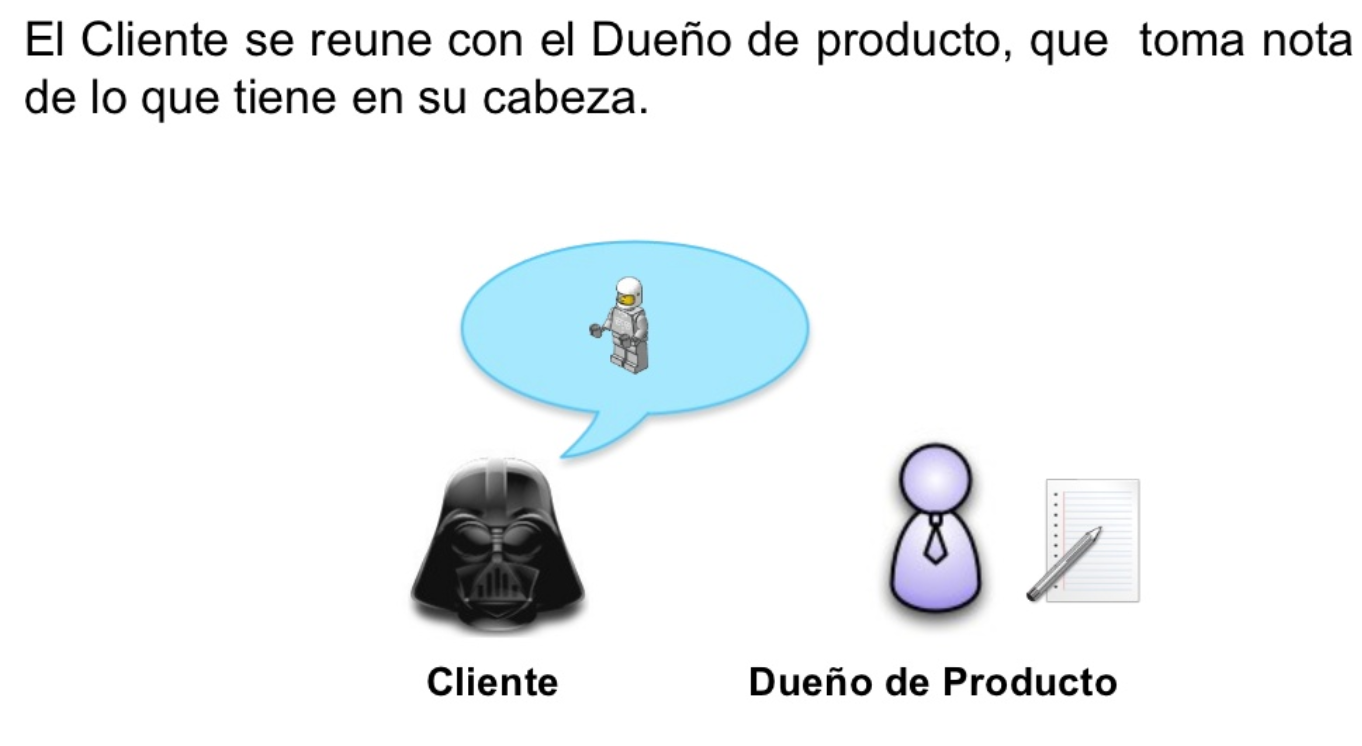 El Cliente se reune con el Dueño de producto, que toma nota
de lo que tiene en su cabeza.
Cliente
Dueño de Producto